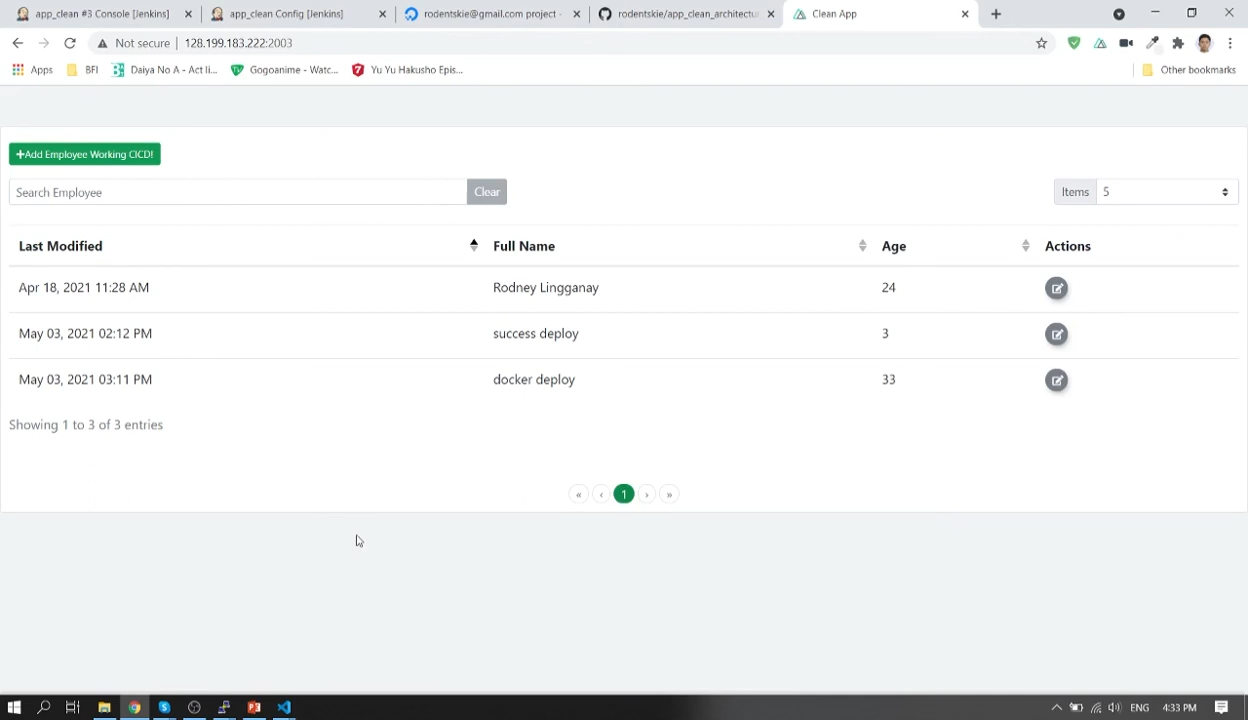 app_clean #3 Console [Jenkins]
app_clean Config [Jenkins]
rodentskie@gmail.com project -
rodentskie/app_clean_architectu
Clean App
Not secure | 128.199.183.222:2003
Apps
BFI
Daiya No A - Act Ii...
Gogoanime - Watc...
Yu Yu Hakusho Epis...
Other bookmarks
+Add Employee Working CICD!
Search Employee
Clear
Items
5
Last Modified
Full Name
Age
Actions
Apr 18, 2021 11:28 AM
Rodney Lingganay
24
May 03, 2021 02:12 PM
success deploy
3
May 03, 2021 03:11 PM
docker deploy
33
Showing 1 to 3 of 3 entries
« ‹ 1 › »
ENG
4:33 PM